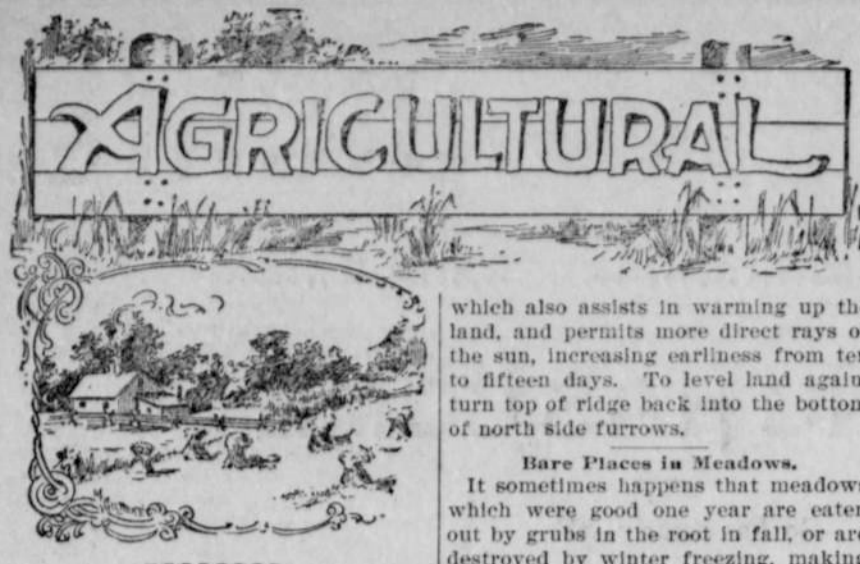 AGRICULTURAL
which also assists in warming up th
land, and permits more direct rays o
the sun, increasing earliness from te
to fifteen days. To level land again
turn top of ridge back into the bottom
of north side furrows.
Bare Places in Meadows.
It sometimes happens that meadows
which were good one year are eaten
out by grubs in the root in fall, or are
destroyed by winter freezing, making